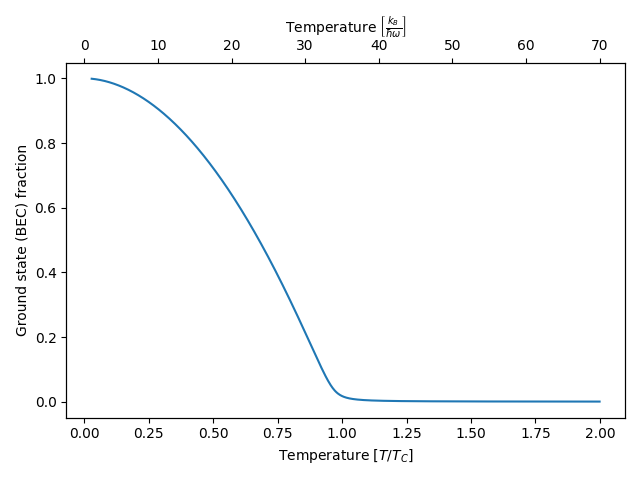 Temperature [k_B/ħω]
0 10 20 30 40 50 60 70
1.0
0.8
0.6
0.4
0.2
0.0
Ground state (BEC) fraction
0.00 0.25 0.50 0.75 1.00 1.25 1.50 1.75 2.00
Temperature [T/T_C]